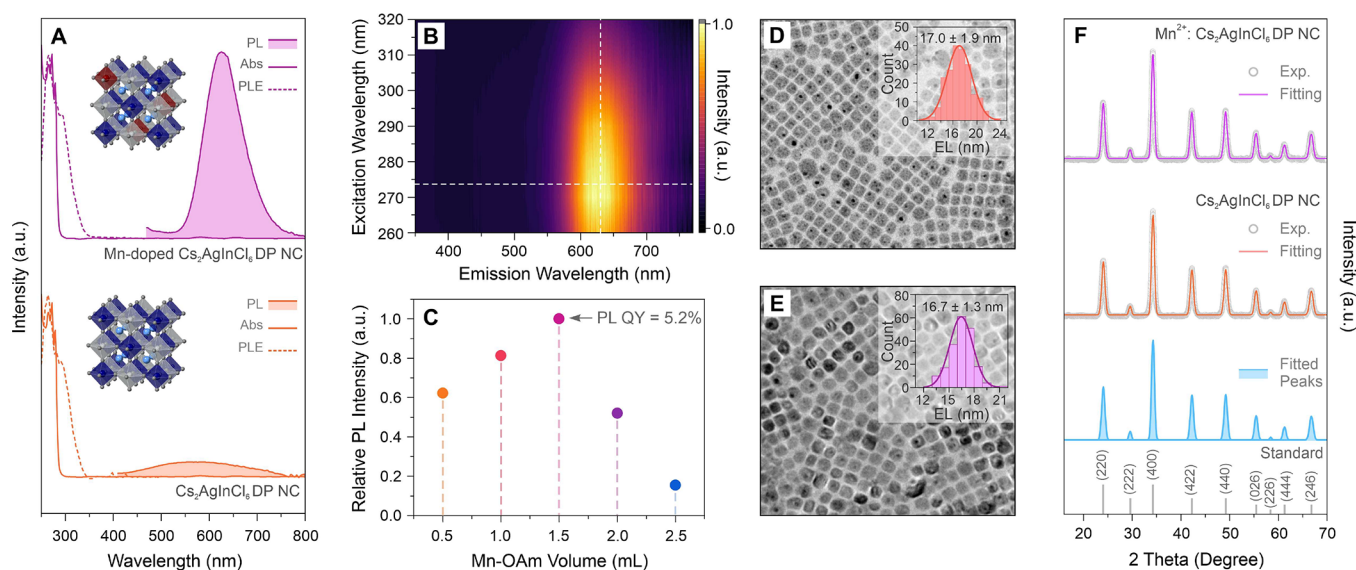 A
PL
Abs
PLE
Mn-doped Cs₂AgInCl₆ DP NC
PL
Abs
PLE
Cs₂AgInCl₆ DP NC
Intensity (a.u.)
300 400 500 600 700 800
Wavelength (nm)
B
320
310
300
290
280
270
260
Excitation Wavelength (nm)
400 500 600 700
Emission Wavelength (nm)
1.0
0.0
Intensity (a.u.)
C
1.0
0.8
0.6
0.4
0.2
0.0
Relative PL Intensity (a.u.)
PL QY = 5.2%
0.5 1.0 1.5 2.0 2.5
Mn-OAm Volume (mL)
D
50
40
30
20
10
0
Count
17.0 ± 1.9 nm
12 16 20 24
EL (nm)
E
80
60
40
20
0
Count
16.7 ± 1.3 nm
12 15 18 21
EL (nm)
F
Mn²⁺: Cs₂AgInCl₆ DP NC
Exp.
Fitting
Cs₂AgInCl₆ DP NC
Exp.
Fitting
Fitted
Peaks
Standard
(220)
(222)
(400)
(422)
(440)
(026)
(226)
(444)
(246)
20 30 40 50 60 70
2 Theta (Degree)
Intensity (a.u.)